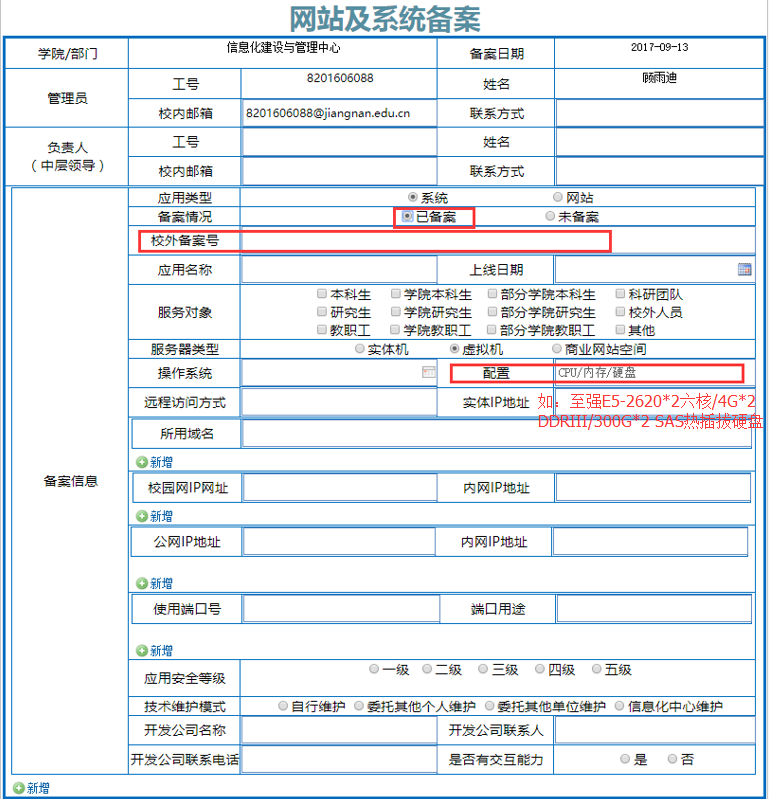 网站及系统备案
学院/部门 信息化建设与管理中心 备案日期 2017-09-13
管理员 工号 8201606088 姓名 顾雨迪
校内邮箱 8201606088@jiangnan.edu.cn 联系方式
负责人
（中层领导） 工号 姓名
校内邮箱 联系方式
备案信息
应用类型 系统 网站
备案情况 已备案 未备案
校外备案号
应用名称 上线日期
服务对象
本科生 学院本科生 部分学院本科生 科研团队
研究生 学院研究生 部分学院研究生 校外人员
教职工 学院教职工 部分学院教职工 其他
服务器类型 实体机 虚拟机 商业网站空间
操作系统 配置 CPU/内存/硬盘
远程访问方式 实体IP地址 如：至强E5-2620*2六核/4G*2
DDRIII/300G*2 SAS热插拔硬盘
所用域名
新增
校园网IP网址 内网IP地址
新增
公网IP地址 内网IP地址
新增
使用端口号 端口用途
新增
应用安全等级 一级 二级 三级 四级 五级
技术维护模式 自行维护 委托其他个人维护 委托其他单位维护 信息化中心维护
开发公司名称 开发公司联系人
开发公司联系电话 是否有交互能力 是 否
新增